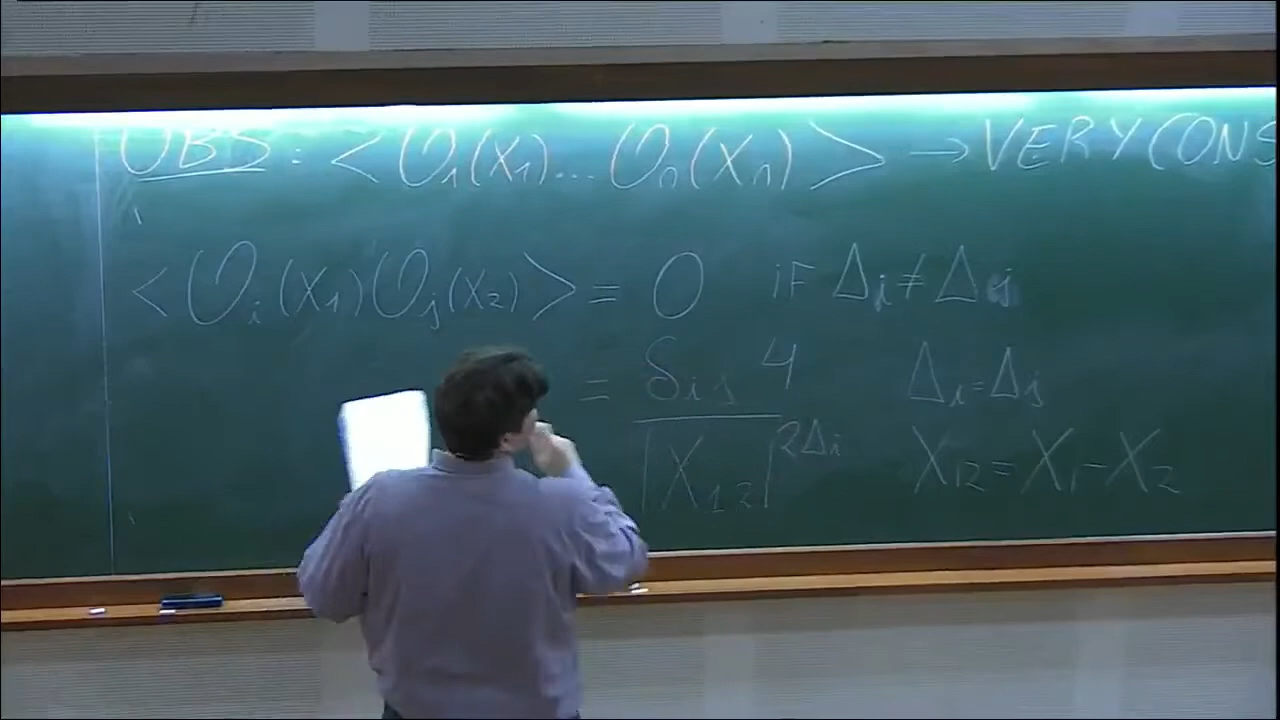 OBS : < O₁(X₁) ... Oₙ(Xₙ) > → VERY CONS
< Oᵢ(X₁) Oⱼ(X₂) > = 0 iF Δᵢ ≠ Δⱼ
= δᵢⱼ 4 / |X₁₂|^{2Δᵢ} Δᵢ = Δⱼ
X₁₂ = X₁ - X₂